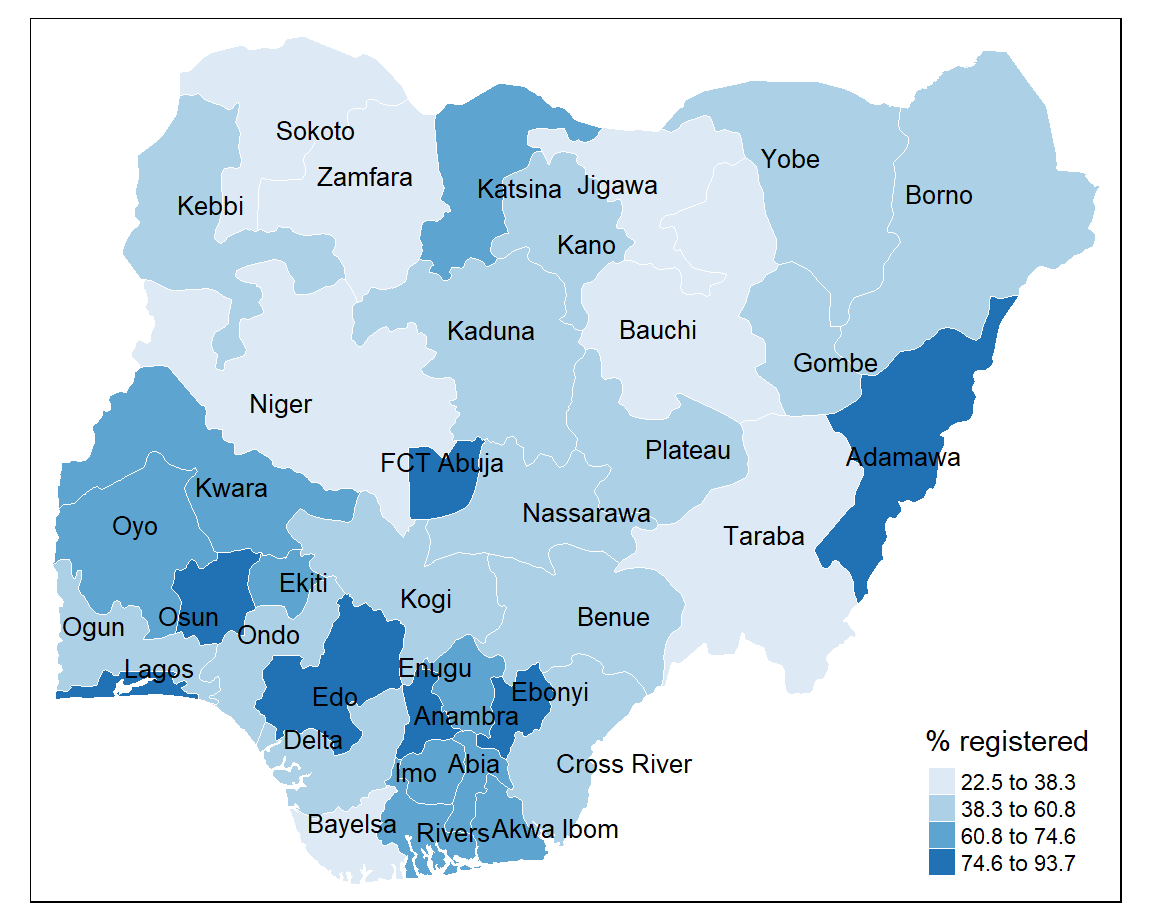 Sokoto
Zamfara
Kebbi
Katsina
Jigawa
Kano
Yobe
Borno
Kaduna
Bauchi
Gombe
Niger
Plateau
Adamawa
FCT Abuja
Kwara
Nassarawa
Oyo
Taraba
Ekiti
Kogi
Osun
Benue
Ogun
Ondo
Lagos
Enugu
Edo
Ebonyi
Anambra
Delta
Imo
Abia
Cross River
Bayelsa
Rivers
Akwa Ibom
% registered
22.5 to 38.3
38.3 to 60.8
60.8 to 74.6
74.6 to 93.7